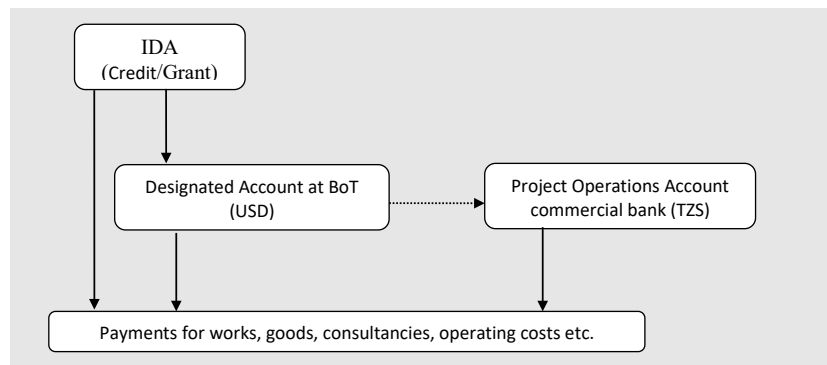 IDA
(Credit/Grant)
Designated Account at BoT
(USD)
Project Operations Account
commercial bank (TZS)
Payments for works, goods, consultancies, operating costs etc.